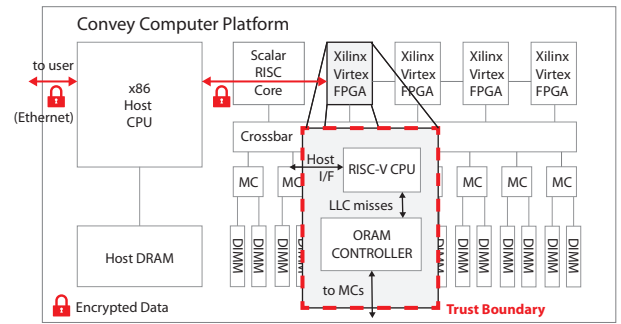 Convey Computer Platform
to user
(Ethernet)
x86
Host
CPU
Scalar
RISC
Core
Xilinx
Virtex
FPGA
Xilinx
Virtex
FPGA
Xilinx
Virtex
FPGA
Xilinx
Virtex
FPGA
Crossbar
MC
MC
MC
MC
MC
Host
I/F
RISC-V CPU
LLC misses
ORAM
CONTROLLER
to MCs
Host DRAM
DIMM
DIMM
DIMM
DIMM
DIMM
DIMM
DIMM
DIMM
DIMM
DIMM
DIMM
Encrypted Data
Trust Boundary